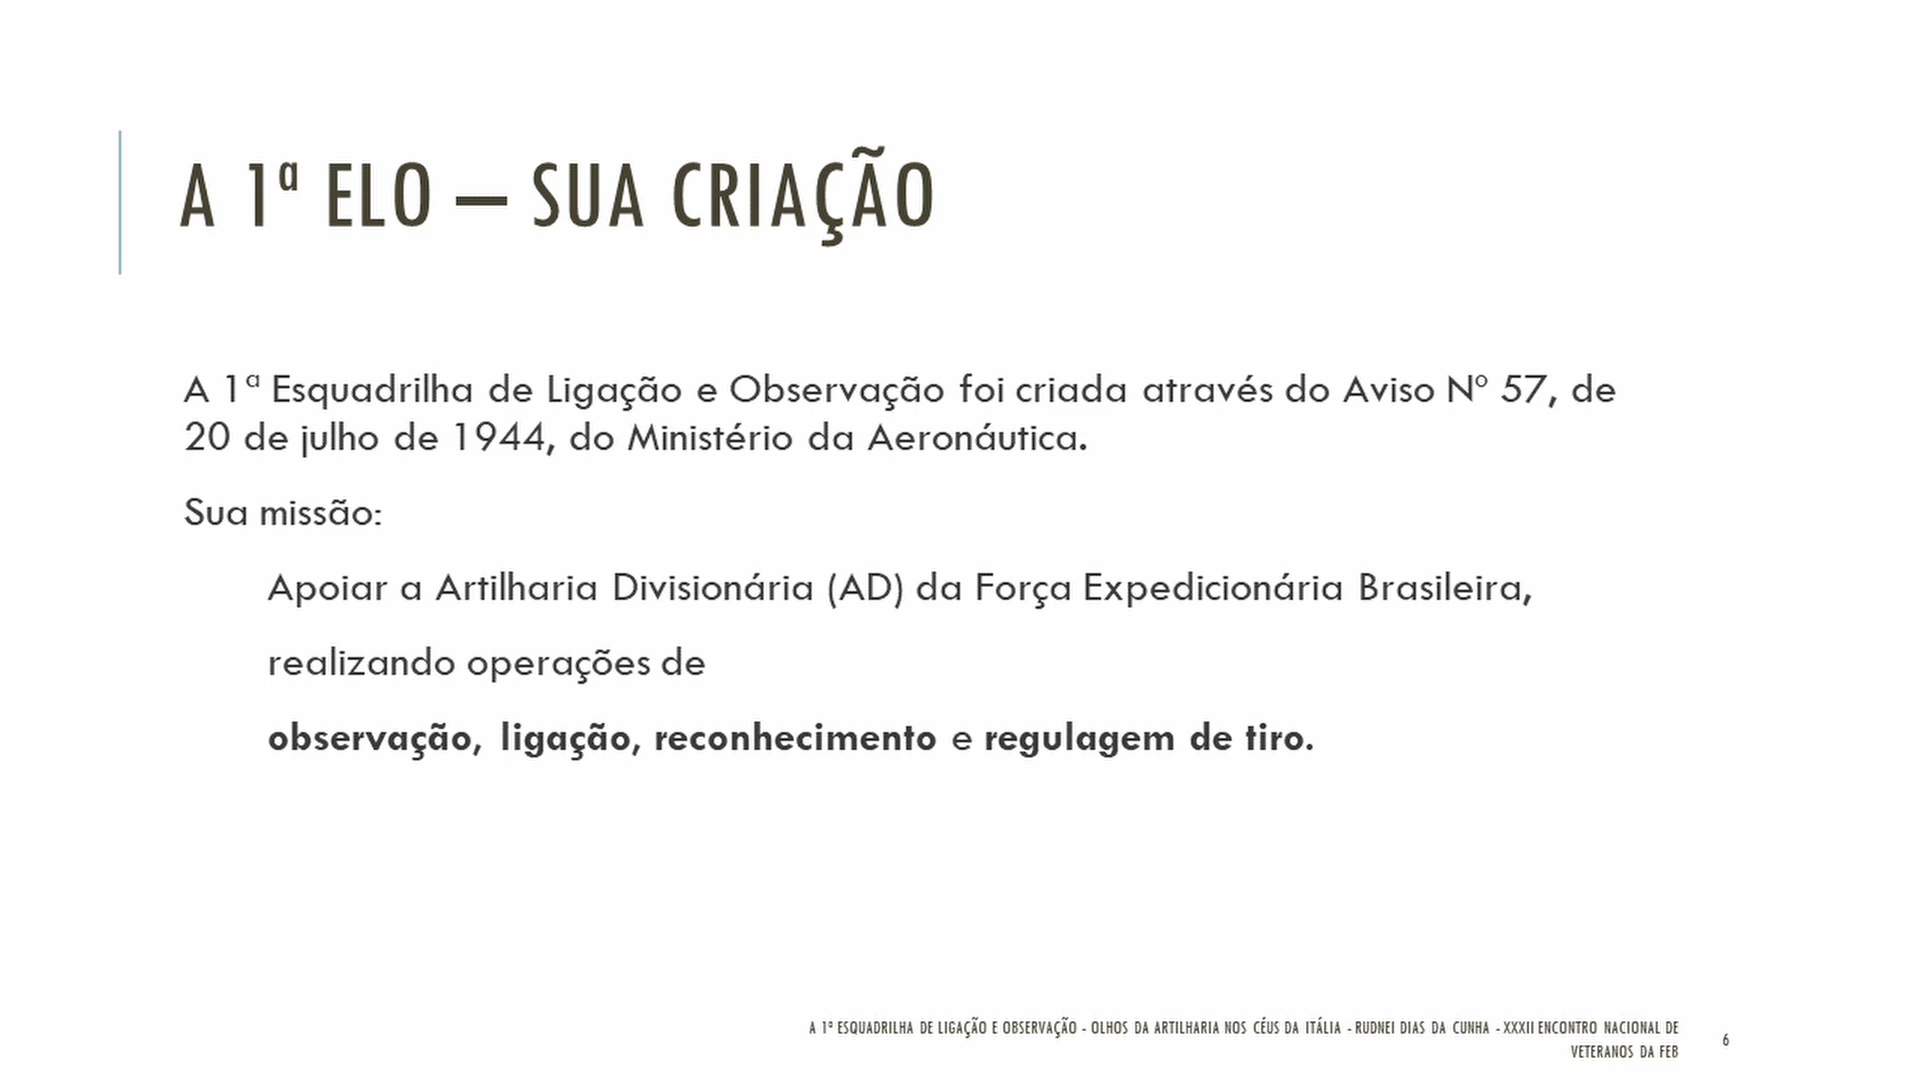 A 1ª ELO – SUA CRIAÇÃO
A 1ª Esquadrilha de Ligação e Observação foi criada através do Aviso Nº 57, de
20 de julho de 1944, do Ministério da Aeronáutica.
Sua missão:
Apoiar a Artilharia Divisionária (AD) da Força Expedicionária Brasileira,
realizando operações de
observação, ligação, reconhecimento e regulagem de tiro.
A 1ª ESQUADRILHA DE LIGAÇÃO E OBSERVAÇÃO - OLHOS DA ARTILHARIA NOS CÉUS DA ITÁLIA - RUDNEI DIAS DA CUNHA - XXXII ENCONTRO NACIONAL DE
VETERANOS DA FEB
6